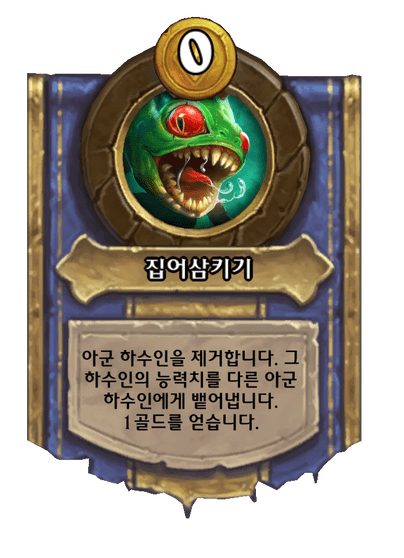 0
집어삼키기
아군 하수인을 제거합니다. 그
하수인의 능력치를 다른 아군
하수인에게 뱉어냅니다.
1골드를 얻습니다.